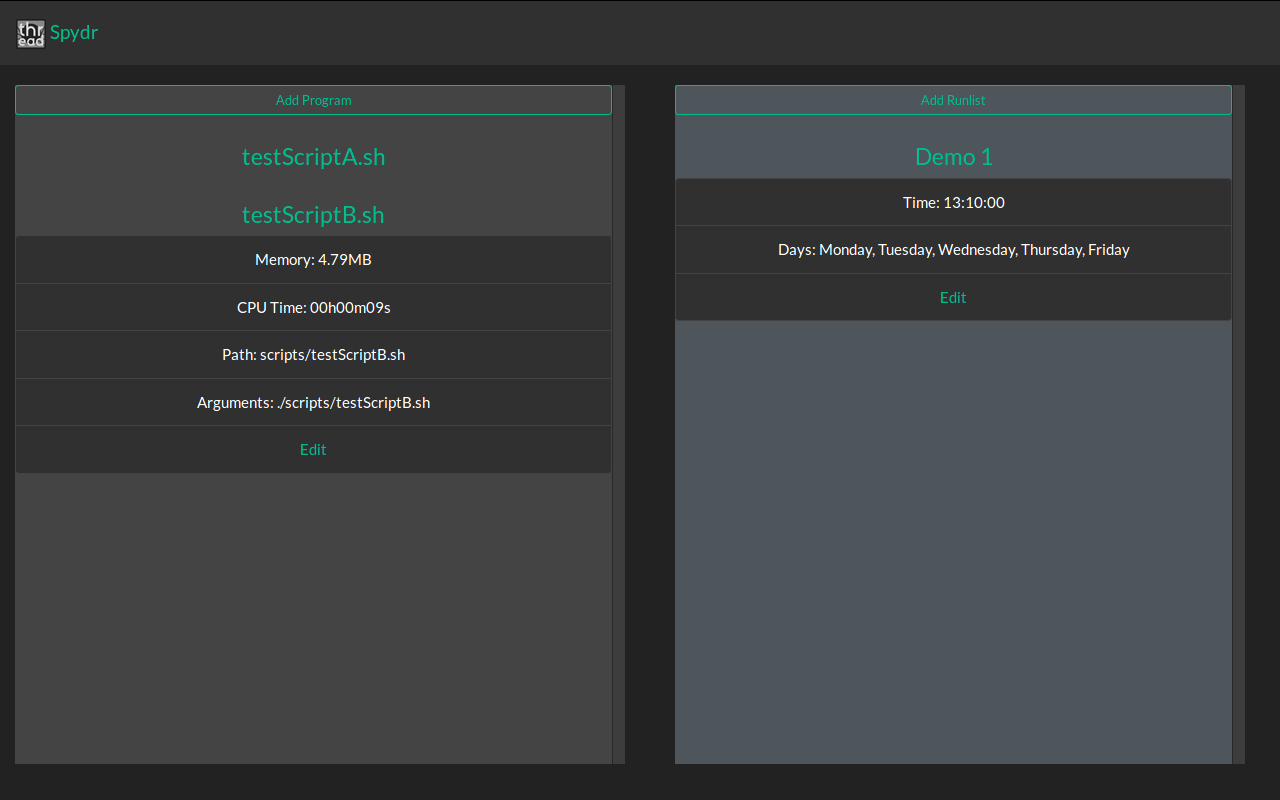 thr
ead
Spydr
Add Program
testScriptA.sh
testScriptB.sh
Memory: 4.79MB
CPU Time: 00h00m09s
Path: scripts/testScriptB.sh
Arguments: ./scripts/testScriptB.sh
Edit
Add Runlist
Demo 1
Time: 13:10:00
Days: Monday, Tuesday, Wednesday, Thursday, Friday
Edit